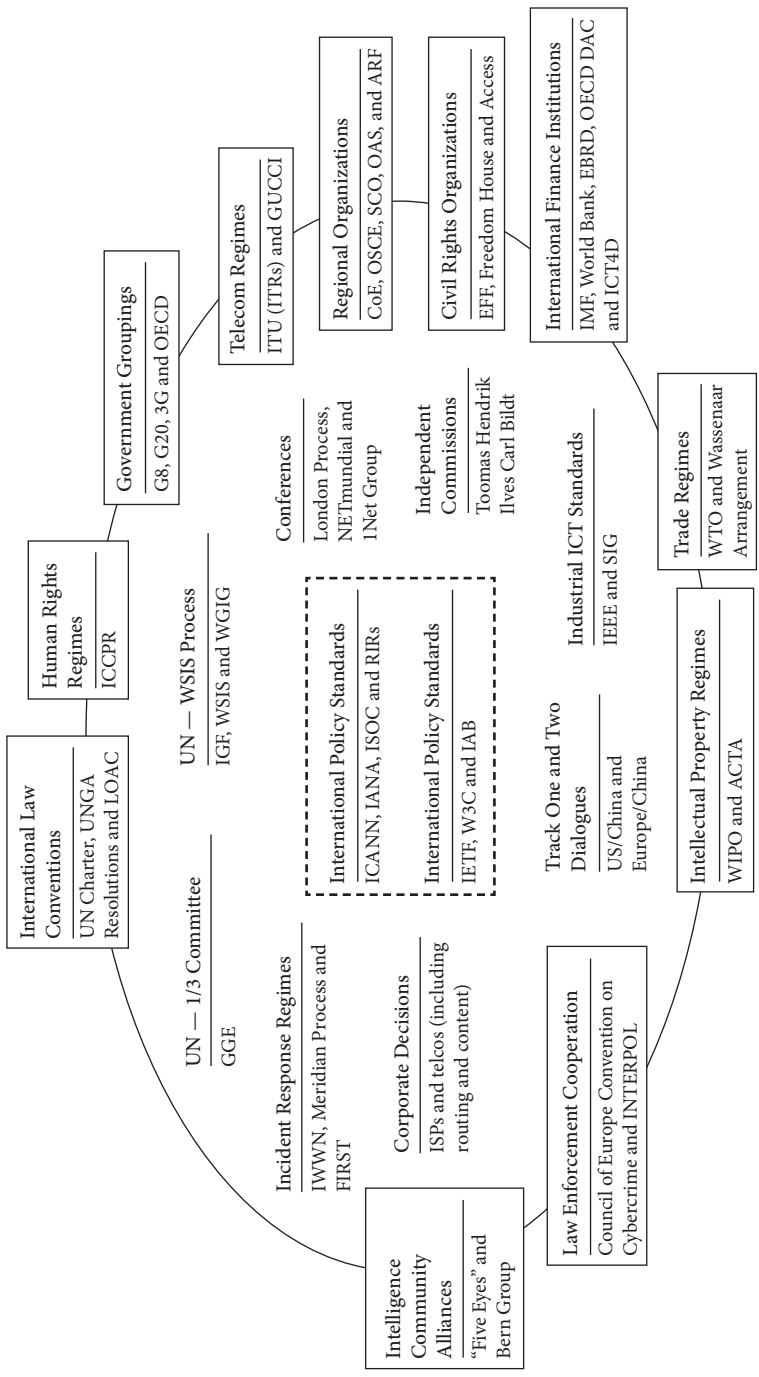 International Law
Conventions
UN Charter, UNGA
Resolutions and LOAC
Human Rights
Regimes
ICCPR
Government Groupings
G8, G20, 3G and OECD
Telecom Regimes
ITU (ITRs) and GUCCI
Regional Organizations
CoE, OSCE, SCO, OAS, and ARF
Civil Rights Organizations
EFF, Freedom House and Access
International Finance Institutions
IMF, World Bank, EBRD, OECD DAC
and ICT4D
Trade Regimes
WTO and Wassenaar
Arrangement
Intellectual Property Regimes
WIPO and ACTA
Law Enforcement Cooperation
Council of Europe Convention on
Cybercrime and INTERPOL
Intelligence
Community
Alliances
“Five Eyes” and
Bern Group
UN — 1/3 Committee
GGE
UN — WSIS Process
IGF, WSIS and WGIG
Incident Response Regimes
IWWN, Meridian Process and
FIRST
Conferences
London Process,
NETmundial and
1Net Group
International Policy Standards
ICANN, IANA, ISOC and RIRs
International Policy Standards
IETF, W3C and IAB
Corporate Decisions
ISPs and telcos (including
routing and content)
Independent
Commissions
Toomas Hendrik
Ilves Carl Bildt
Track One and Two
Dialogues
US/China and
Europe/China
Industrial ICT Standards
IEEE and SIG